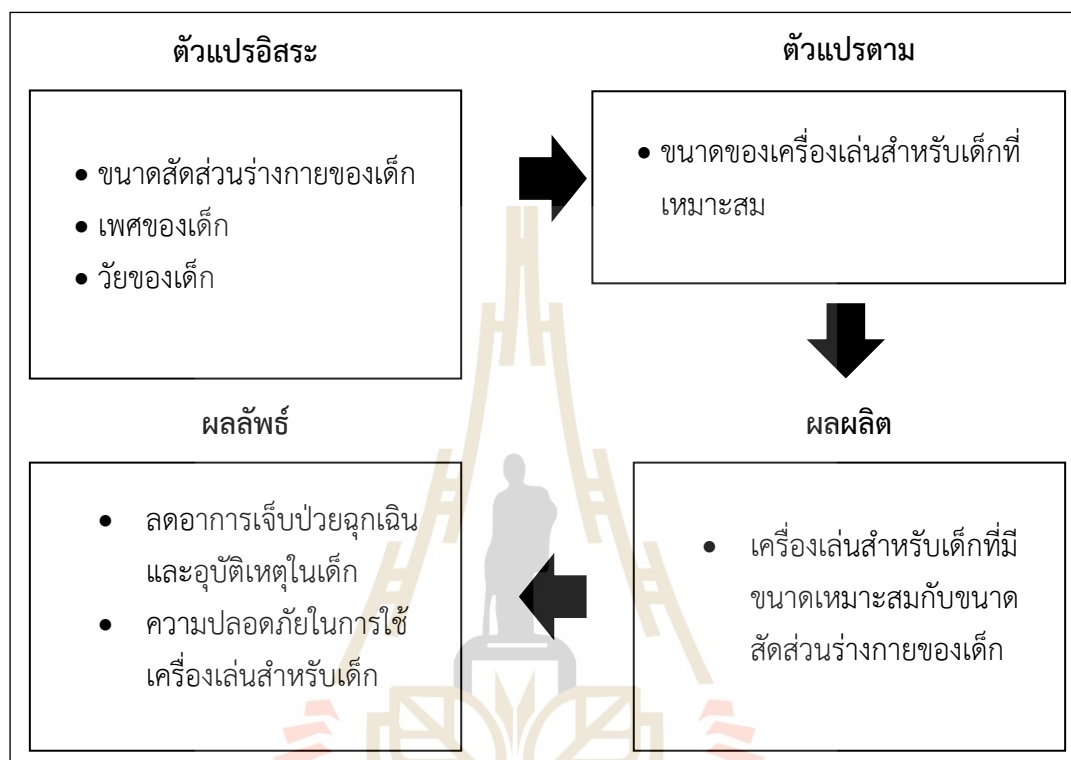 ตัวแปรอิสระ
• ขนาดสัดส่วนร่างกายของเด็ก
• เพศของเด็ก
• วัยของเด็ก
ตัวแปรตาม
• ขนาดของเครื่องเล่นสำหรับเด็กที่
เหมาะสม
ผลผลิต
• เครื่องเล่นสำหรับเด็กที่มี
ขนาดเหมาะสมกับขนาด
สัดส่วนร่างกายของเด็ก
ผลลัพธ์
• ลดอาการเจ็บป่วยฉุกเฉิน
และอุบัติเหตุในเด็ก
• ความปลอดภัยในการใช้
เครื่องเล่นสำหรับเด็ก